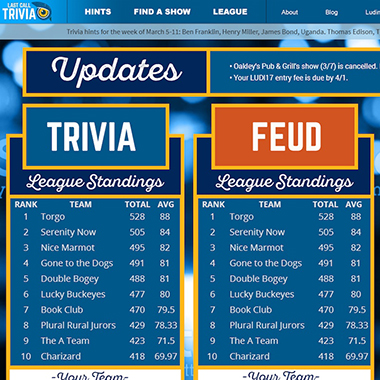 LAST CALL
TRIVIA
HINTS FIND A SHOW LEAGUE About Blog Ludin
Trivia hints for the week of March 5-11: Ben Franklin, Henry Miller, James Bond, Uganda. Thomas Edison, T
Updates
• Oakley's Pub & Grill's show (3/7) is cancelled.
• Your LUDI17 entry fee is due by 4/1.
TRIVIA
League Standings
RANK TEAM TOTAL AVG
1 Torgo 528 88
2 Serenity Now 505 84
3 Nice Marmot 495 82
4 Gone to the Dogs 491 81
5 Double Bogey 488 81
6 Lucky Buckeyes 477 80
7 Book Club 470 79.5
8 Plural Rural Jurors 429 78.33
9 The A Team 423 71.5
10 Charizard 418 69.97
-Your Team-
FEUD
League Standings
RANK TEAM TOTAL AVG
1 Torgo 528 88
2 Serenity Now 505 84
3 Nice Marmot 495 82
4 Gone to the Dogs 491 81
5 Double Bogey 488 81
6 Lucky Buckeyes 477 80
7 Book Club 470 79.5
8 Plural Rural Jurors 429 78.33
9 The A Team 423 71.5
10 Charizard 418 69.97
-Your Team-